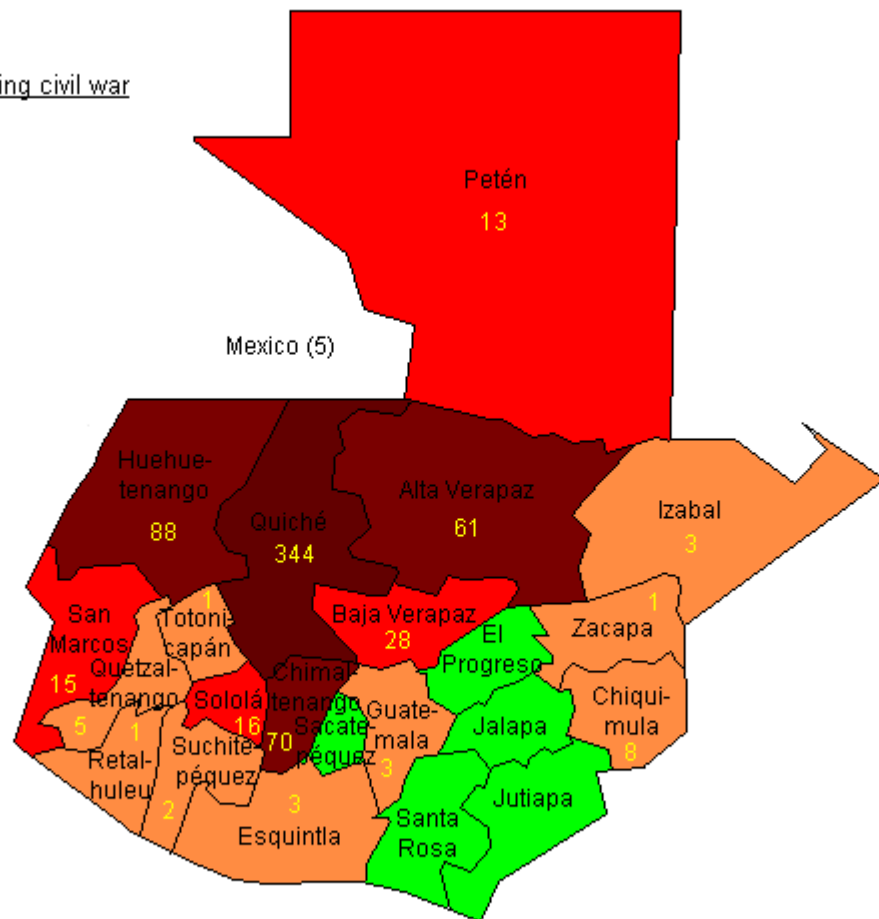 ing civil war
Petén
13
Mexico (5)
Huehue-
tenango
88
Quiché
344
Alta Verapaz
61
Izabal
3
San
Marcos
15
1
Totoni-
capán
Quetzal-
tenango
5
Baja Verapaz
28
El
Progreso
1
Zacapa
Sololá
16
Chimal-
tenango
70
Sacate-
péquez
Guate-
mala
3
Jalapa
Chiqui-
mula
8
1
Retal-
huleu
Suchite-
péquez
2
3
Esquintla
Santa
Rosa
Jutiapa